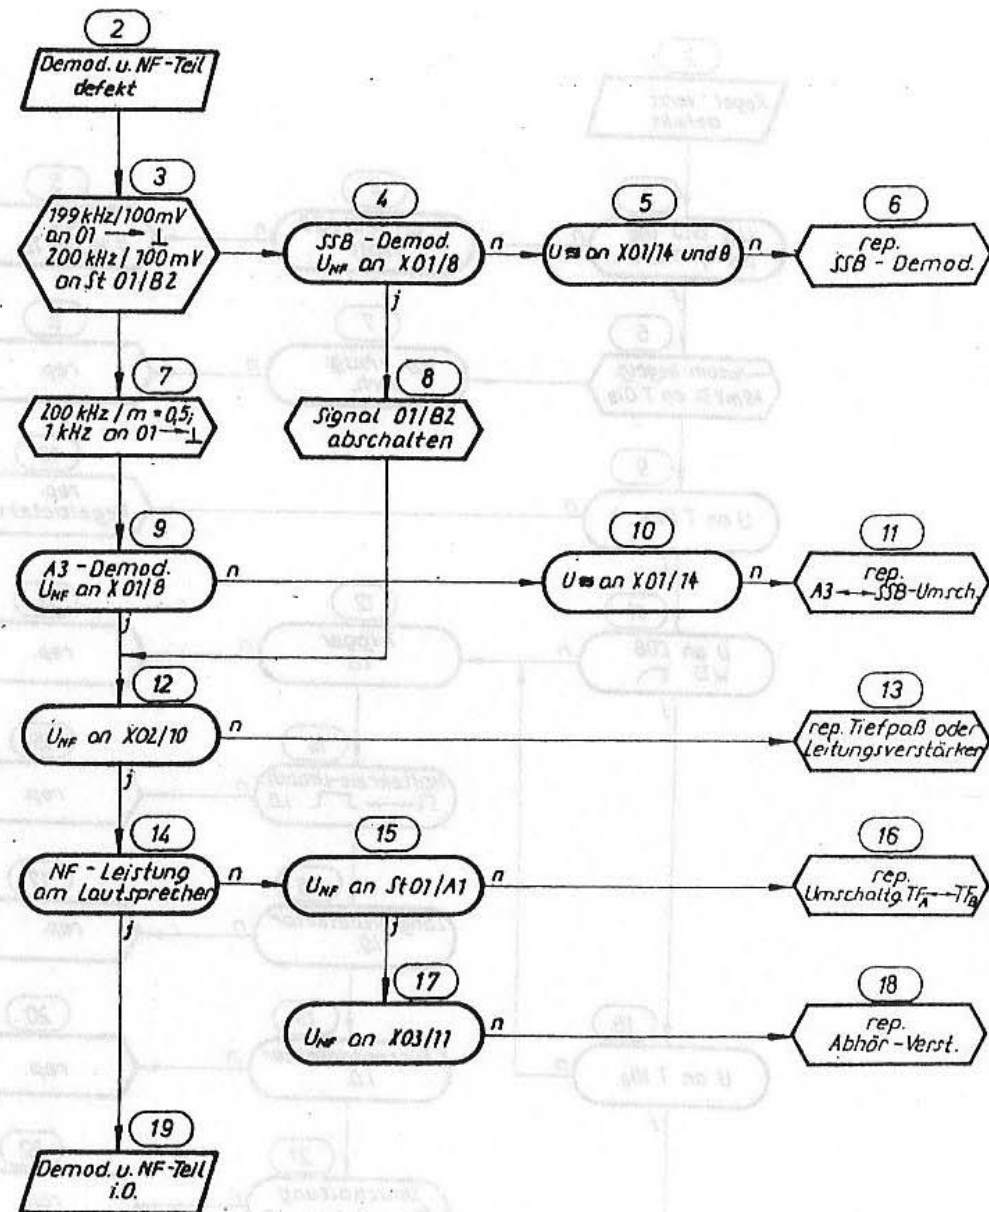 2
Demod. u. NF-Teil
defekt
3
199 kHz/100mV
an 01 → ⊥
200 kHz/100mV
an St 01/B2
4
SSB - Demod.
U_NF an X01/8
n
j
5
U≈ an X01/14 und 8
n
6
rep.
SSB - Demod.
7
200 kHz / m = 0,5;
1 kHz an 01 → ⊥
8
Signal 01/B2
abschalten
9
A3 - Demod.
U_NF an X01/8
n
j
10
U≈ an X01/14
n
11
rep.
A3 ↔ SSB-Umsch.
12
U_NF an X02/10
n
j
13
rep. Tiefpaß oder
Leitungsverstärker
14
NF - Leistung
am Lautsprecher
n
j
15
U_NF an St01/A1
n
j
16
rep.
Umschaltg. TF_A ↔ TF_B
17
U_NF an X03/11
n
18
rep.
Abhör-Verst.
19
Demod. u. NF-Teil
i.O.